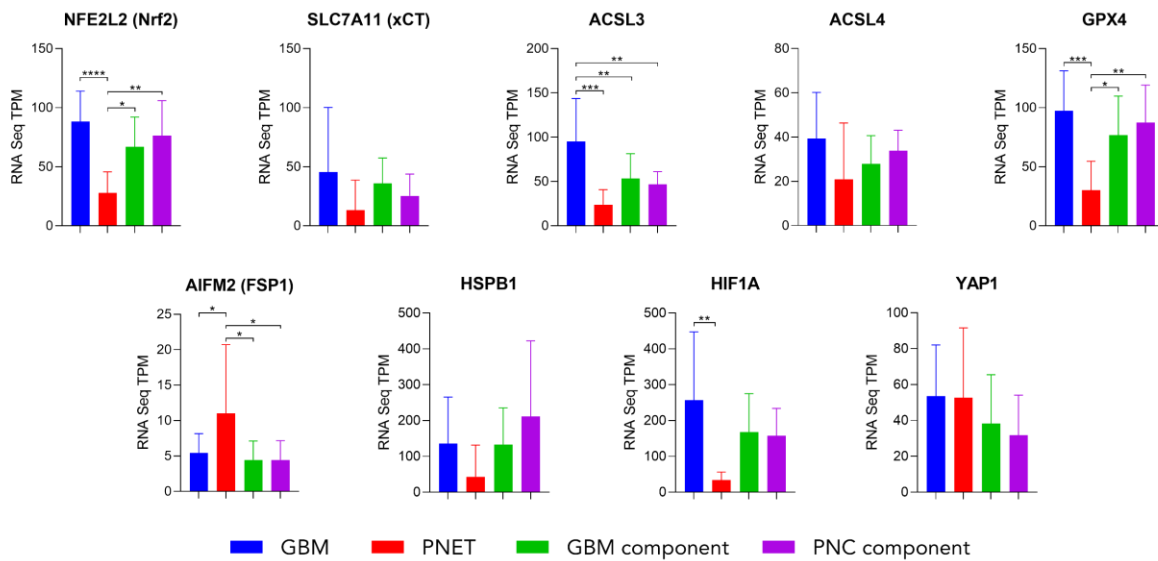 NFE2L2 (Nrf2)
RNA Seq TPM
150
100
50
0
****
**
*
SLC7A11 (xCT)
RNA Seq TPM
150
100
50
0
ACSL3
RNA Seq TPM
200
150
100
50
0
**
**
***
ACSL4
RNA Seq TPM
80
60
40
20
0
GPX4
RNA Seq TPM
150
100
50
0
***
**
*
AIFM2 (FSP1)
RNA Seq TPM
25
20
15
10
5
0
*
*
*
HSPB1
RNA Seq TPM
500
400
300
200
100
0
HIF1A
RNA Seq TPM
500
400
300
200
100
0
**
YAP1
RNA Seq TPM
100
80
60
40
20
0
GBM
PNET
GBM component
PNC component